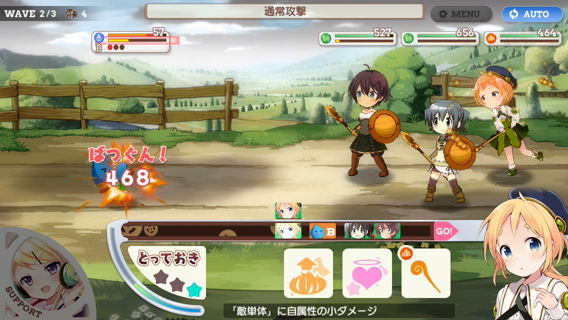 WAVE 2/3
4
通常攻撃
MENU
AUTO
57
B
527
656
464
ばつぐん!
468
B
GO!
とっておき
SUPPORT
「敵単体」に自属性の小ダメージ